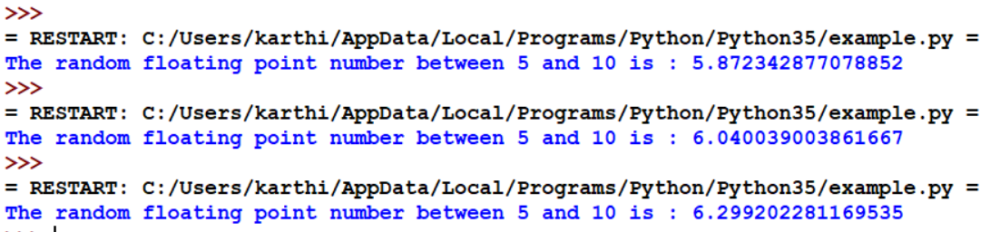 >>>
= RESTART: C:/Users/karthi/AppData/Local/Programs/Python/Python35/example.py =
The random floating point number between 5 and 10 is : 5.872342877078852
>>>
= RESTART: C:/Users/karthi/AppData/Local/Programs/Python/Python35/example.py =
The random floating point number between 5 and 10 is : 6.040039003861667
>>>
= RESTART: C:/Users/karthi/AppData/Local/Programs/Python/Python35/example.py =
The random floating point number between 5 and 10 is : 6.299202281169535